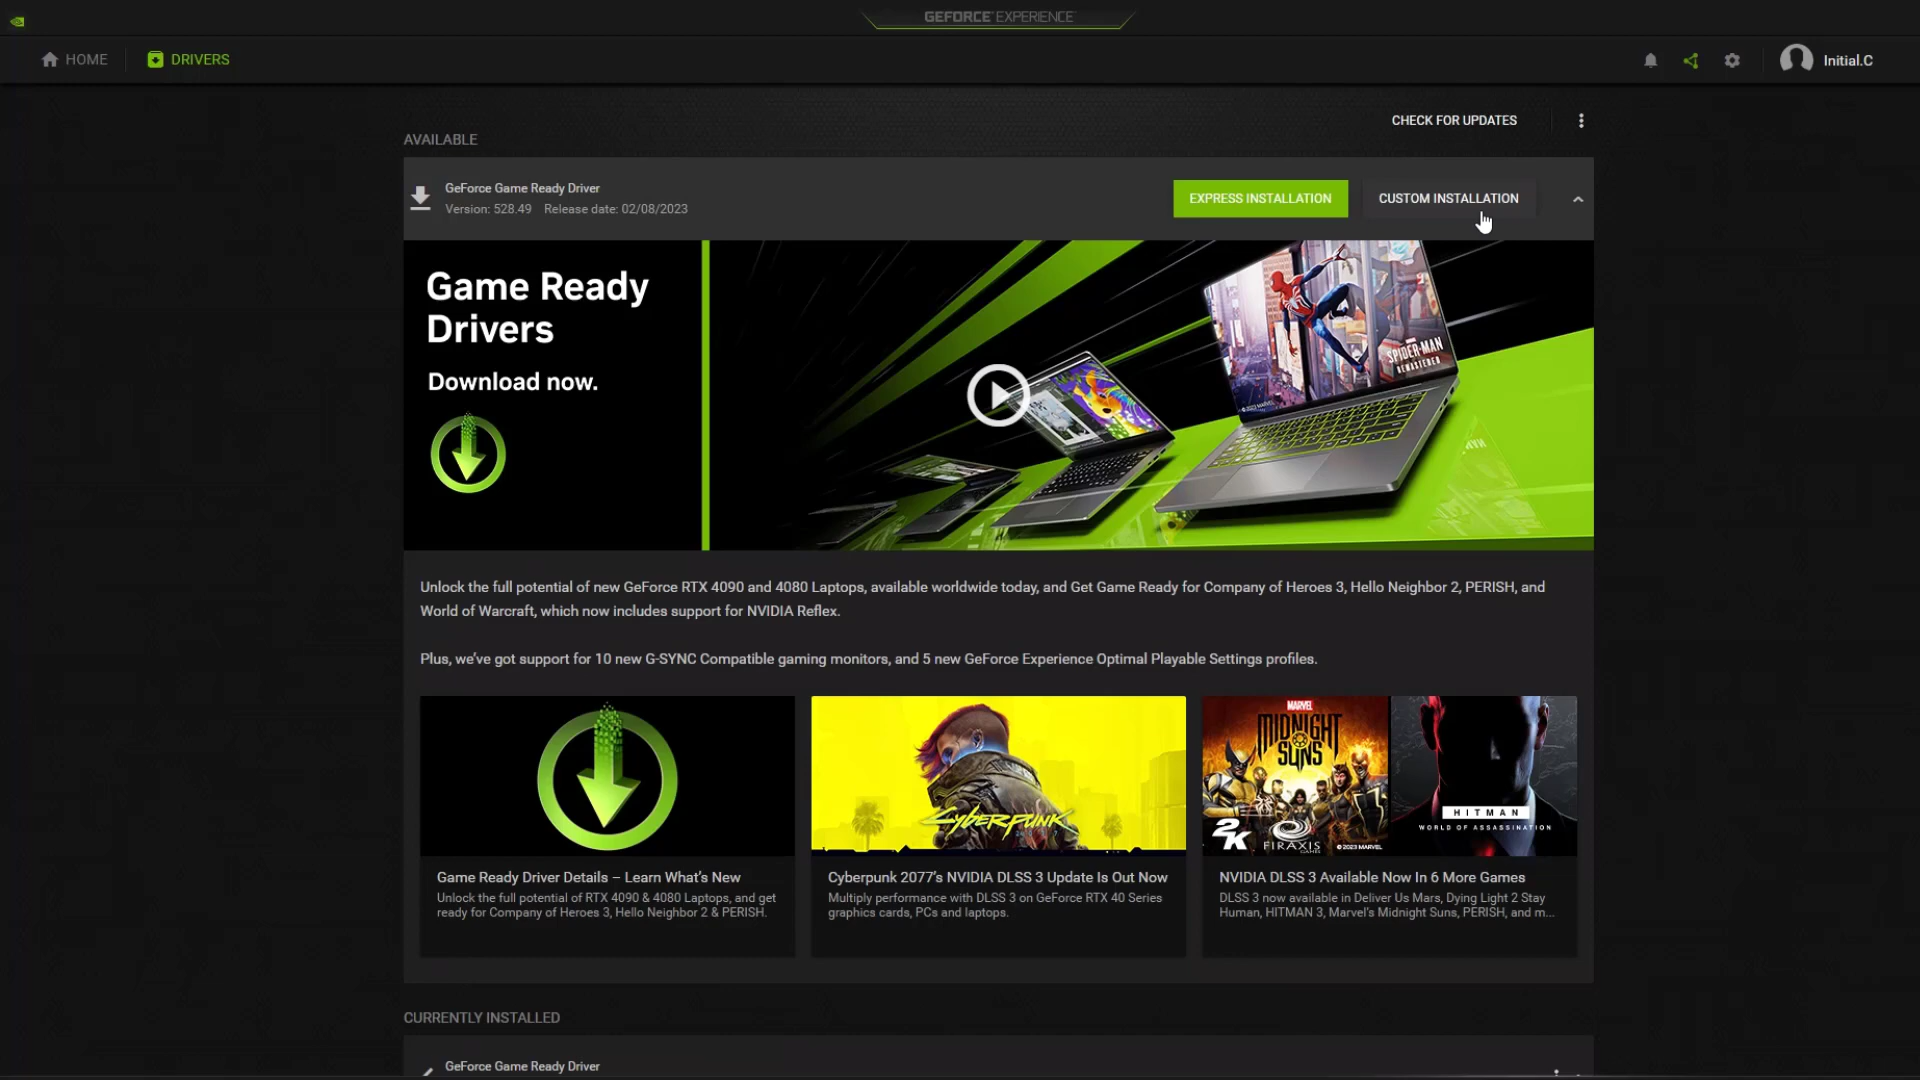 GEFORCE EXPERIENCE
HOME
DRIVERS
Initial.C
CHECK FOR UPDATES
AVAILABLE
GeForce Game Ready Driver
Version: 528.49 Release date: 02/08/2023
EXPRESS INSTALLATION
CUSTOM INSTALLATION
Game Ready
Drivers
Download now.
MARVEL
SPIDER-MAN
REMASTERED
Unlock the full potential of new GeForce RTX 4090 and 4080 Laptops, available worldwide today, and Get Game Ready for Company of Heroes 3, Hello Neighbor 2, PERISH, and
World of Warcraft, which now includes support for NVIDIA Reflex.
Plus, we've got support for 10 new G-SYNC Compatible gaming monitors, and 5 new GeForce Experience Optimal Playable Settings profiles.
CYBERPUNK
MARVEL
MIDNIGHT
SUNS
2K
FIRAXIS
GAMES
©2023 MARVEL
HITMAN
WORLD OF ASSASSINATION
Game Ready Driver Details – Learn What's New
Unlock the full potential of RTX 4090 & 4080 Laptops, and get
ready for Company of Heroes 3, Hello Neighbor 2 & PERISH.
Cyberpunk 2077's NVIDIA DLSS 3 Update Is Out Now
Multiply performance with DLSS 3 on GeForce RTX 40 Series
graphics cards, PCs and laptops.
NVIDIA DLSS 3 Available Now In 6 More Games
DLSS 3 now available in Deliver Us Mars, Dying Light 2 Stay
Human, HITMAN 3, Marvel's Midnight Suns, PERISH, and m...
CURRENTLY INSTALLED
GeForce Game Ready Driver